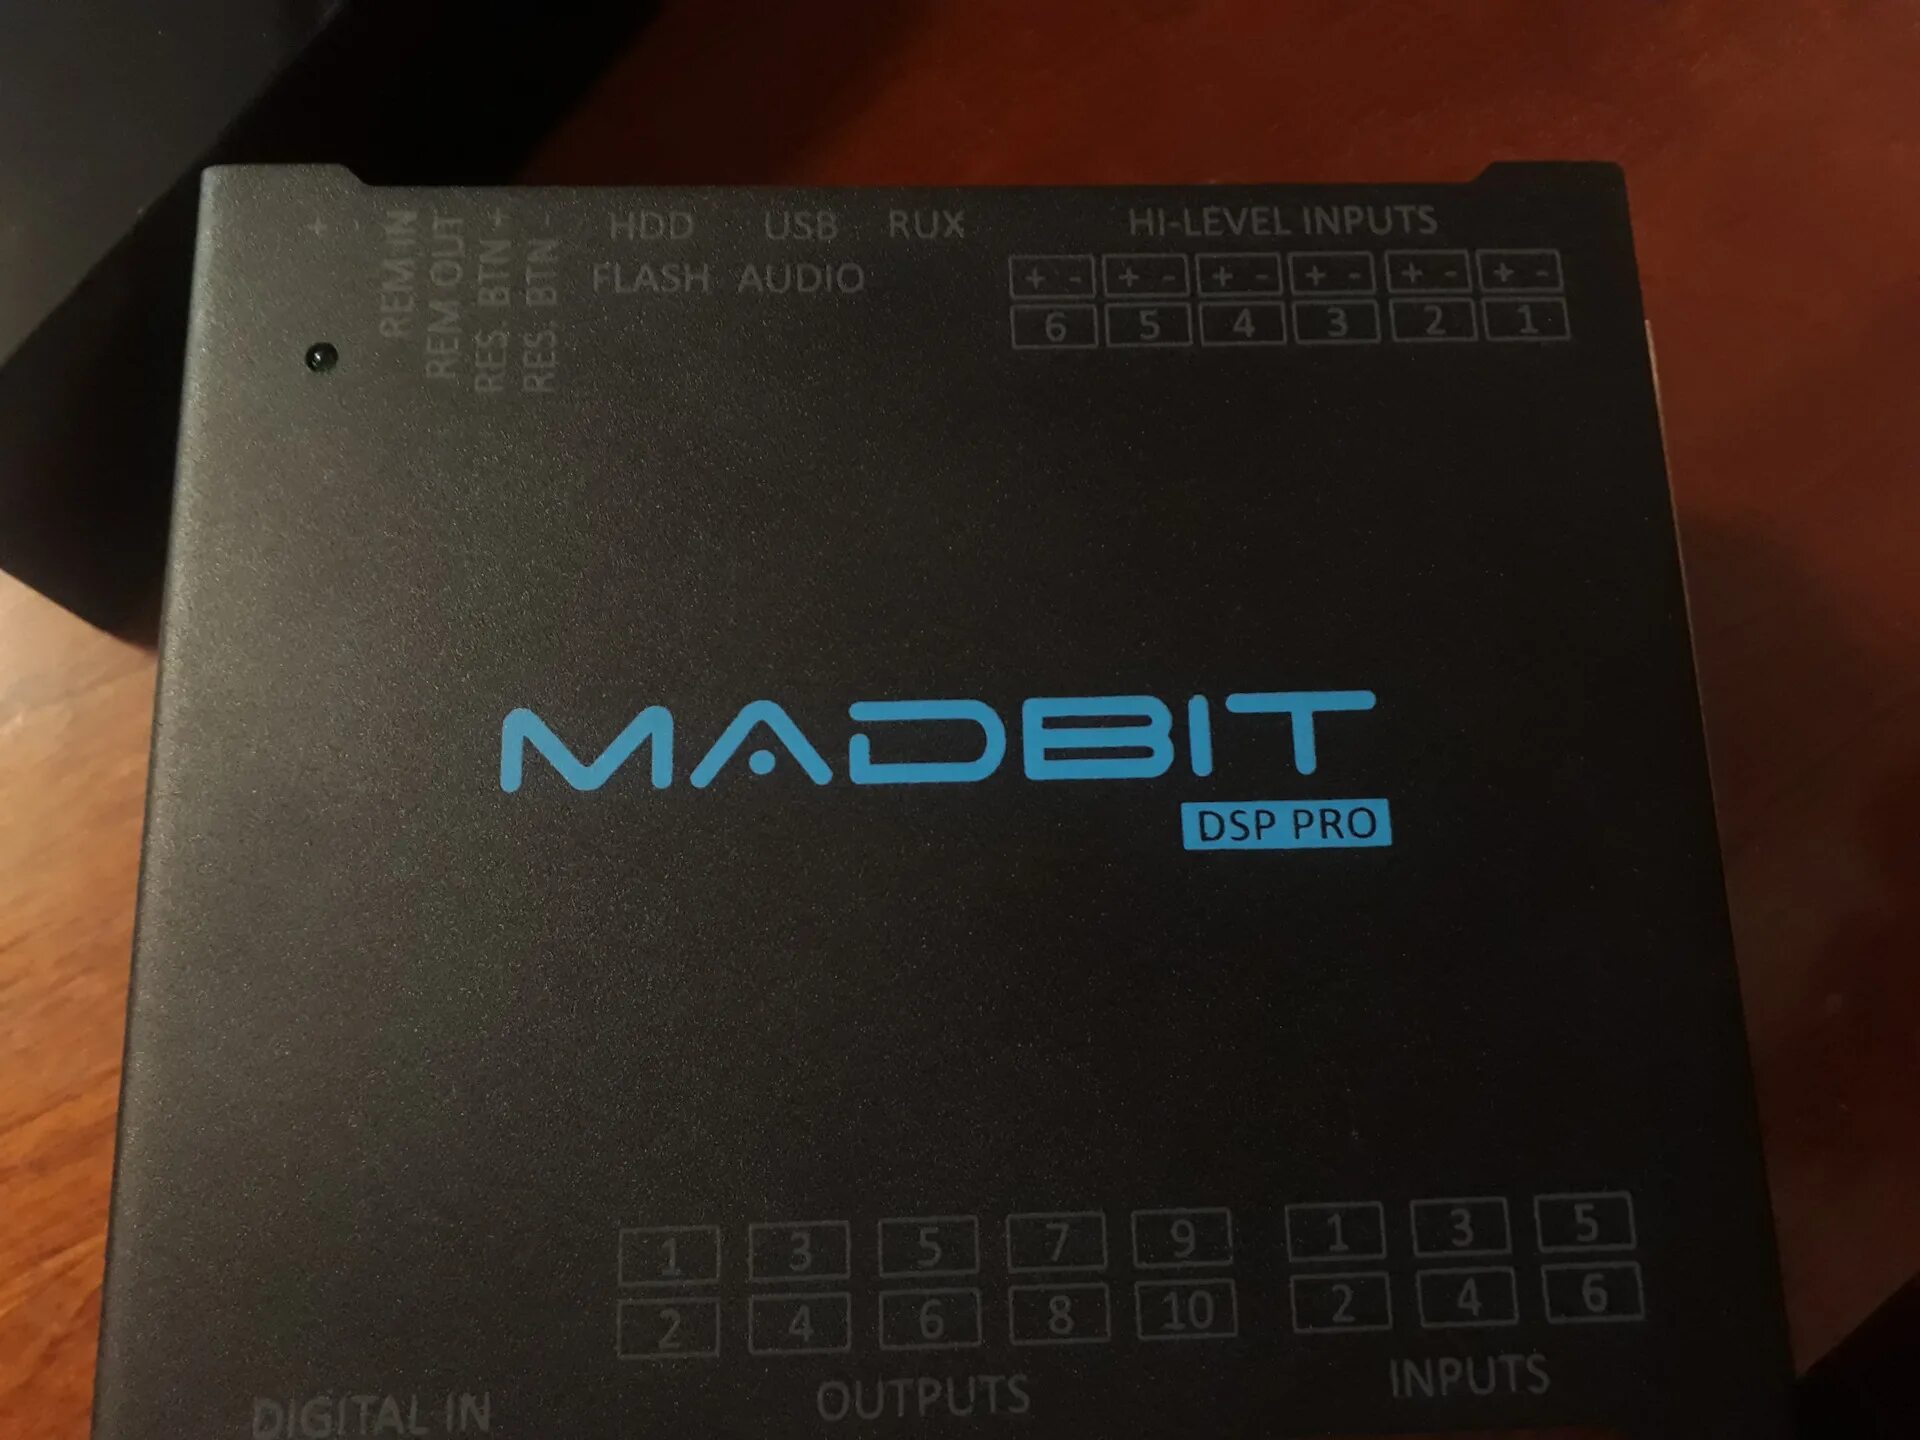 + -
REM IN
REM OUT
RES. BTN +
RES. BTN -
HDD USB RUX
FLASH AUDIO
HI-LEVEL INPUTS
+ - + - + - + - + - + -
6 5 4 3 2 1
MADBIT
DSP PRO
1 3 5 7 9 1 3 5
2 4 6 8 10 2 4 6
DIGITAL IN OUTPUTS INPUTS